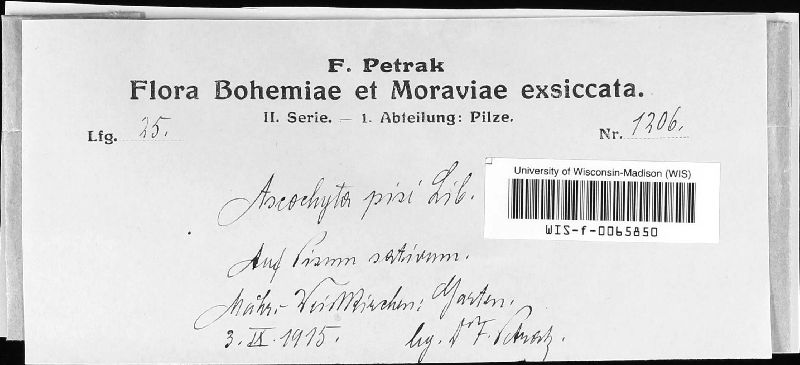 F. Petrak
Flora Bohemiae et Moraviae exsiccata.
II. Serie. — 1. Abteilung: Pilze.
Lfg. 25.
Nr. 1206.
Ascochyta pisi Lib.
University of Wisconsin-Madison (WIS)
WIS-f-0065850
Auf Pisum sativum.
Mähr.-Weißkirchen: Garten.
3. IX. 1915. lg. Dr F. Petrak.